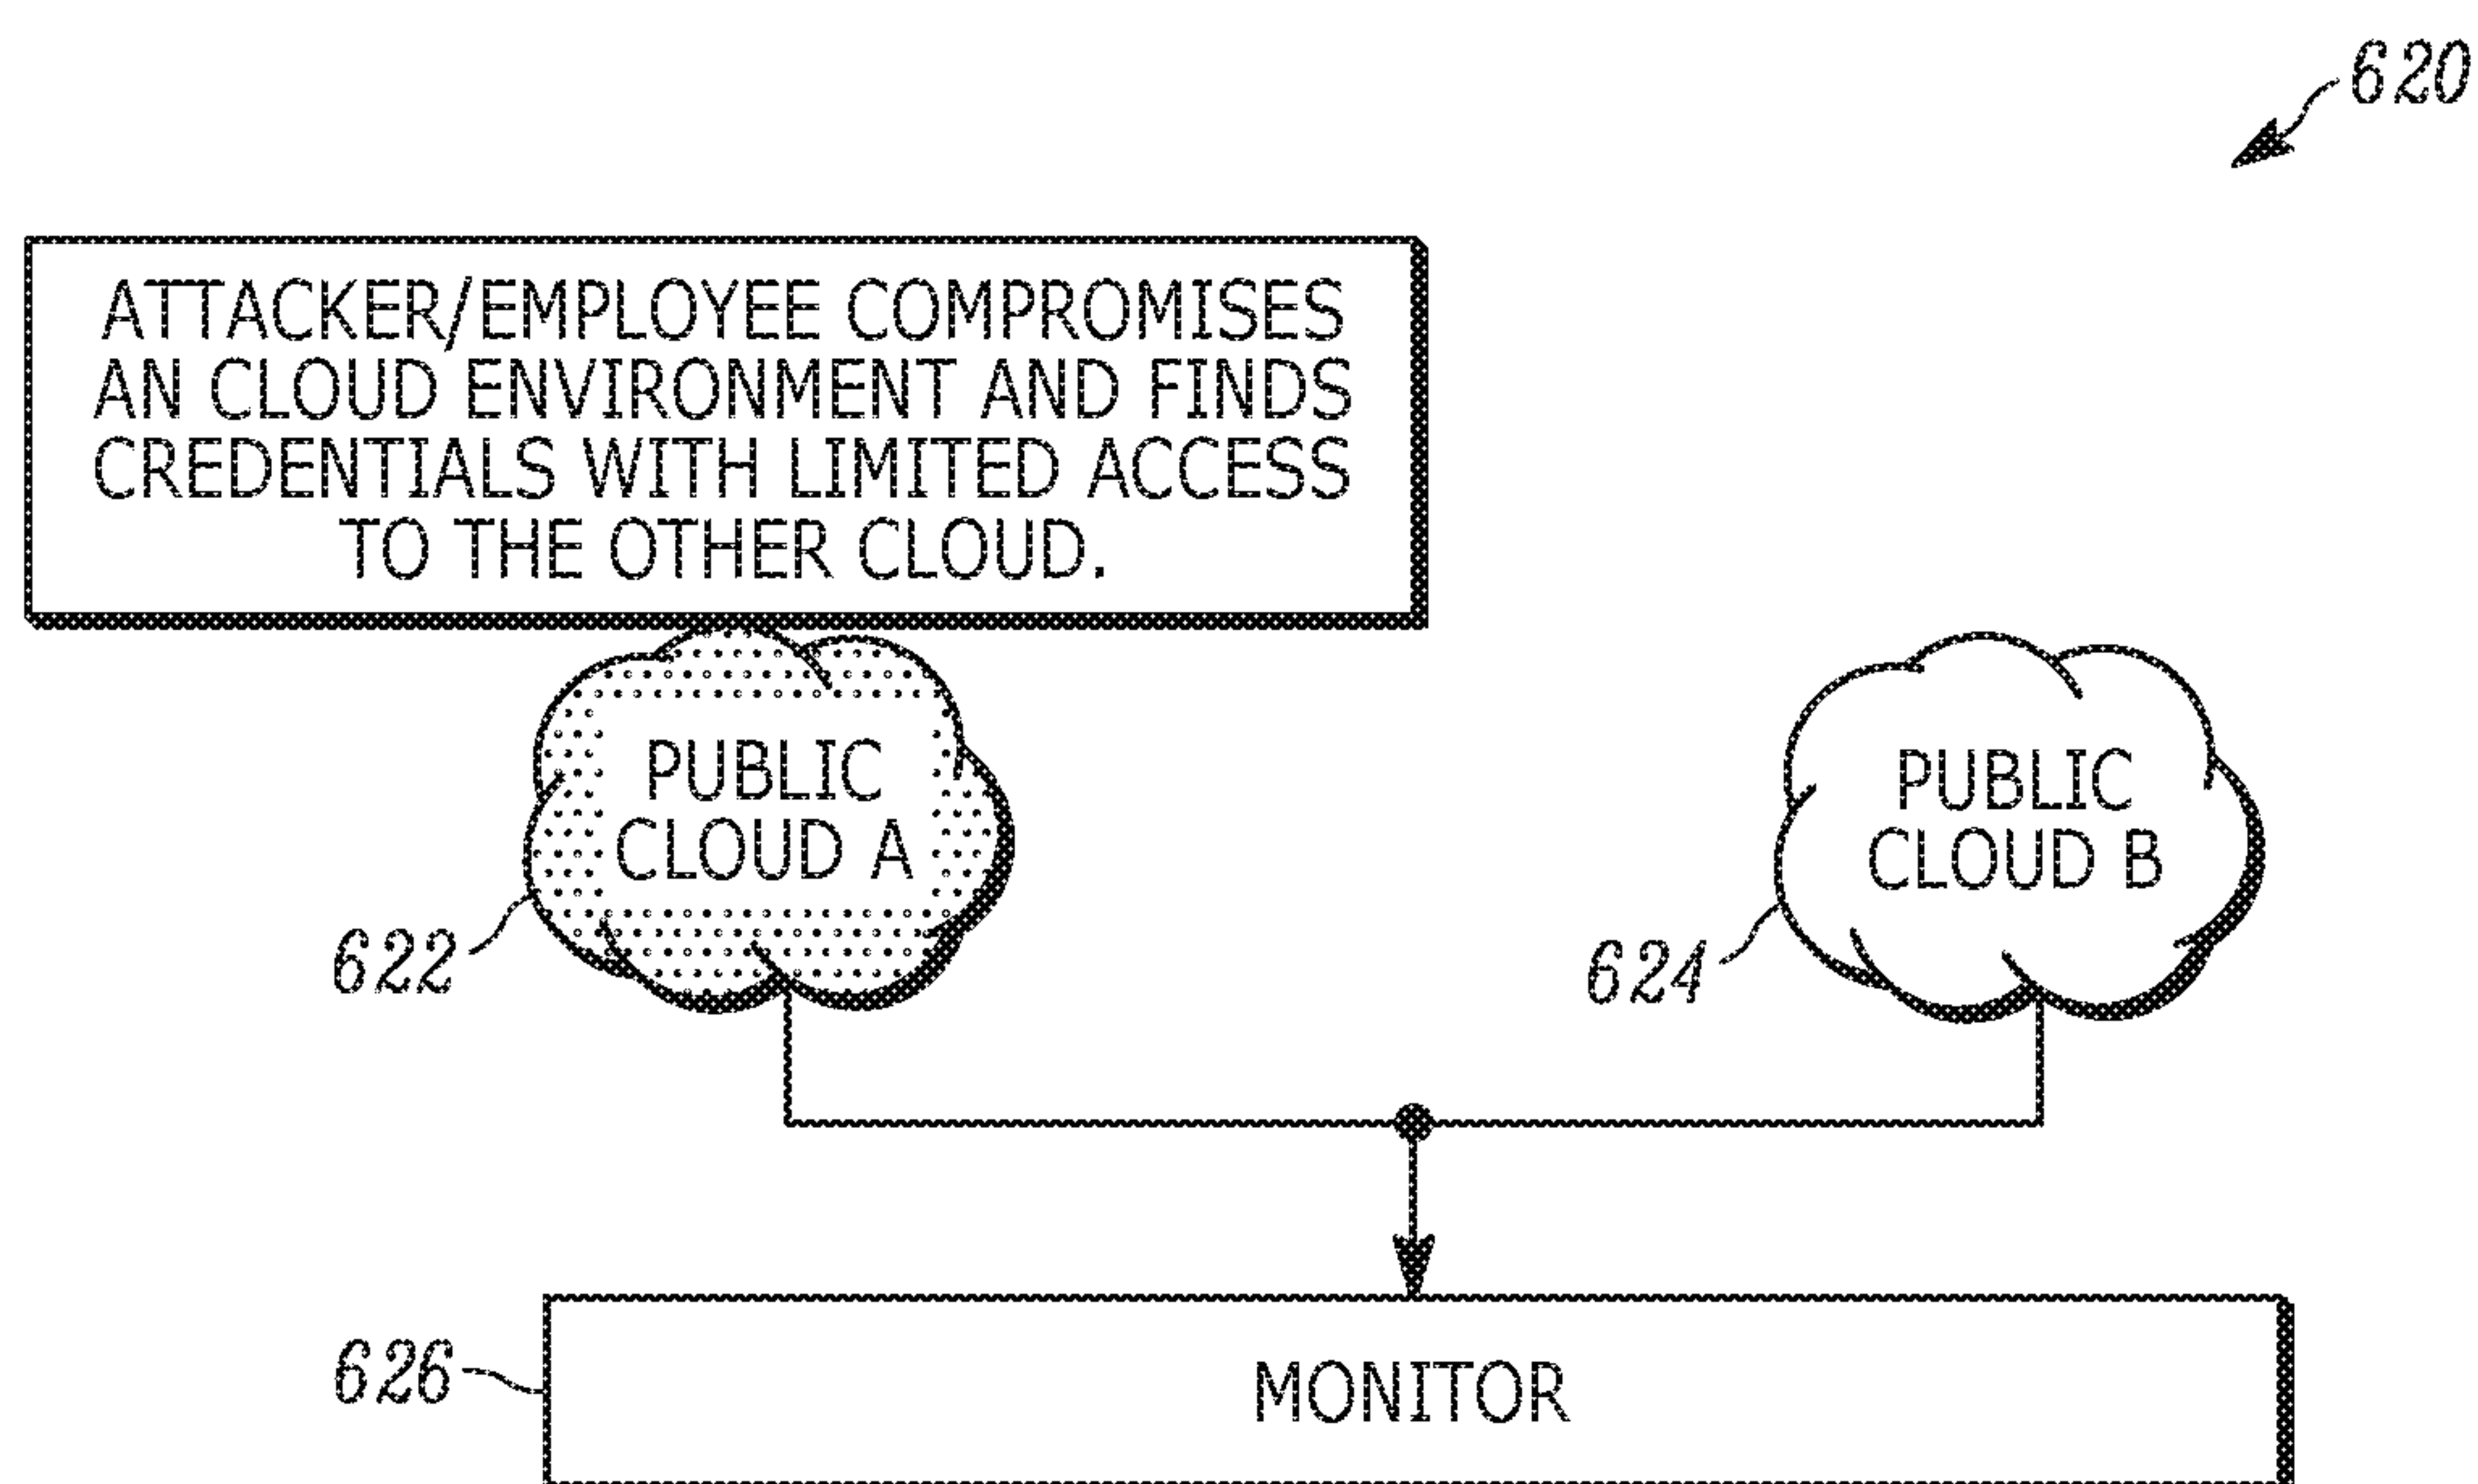 620
ATTACKER/EMPLOYEE COMPROMISES
AN CLOUD ENVIRONMENT AND FINDS
CREDENTIALS WITH LIMITED ACCESS
TO THE OTHER CLOUD.
PUBLIC
CLOUD A
622
PUBLIC
CLOUD B
624
626
MONITOR